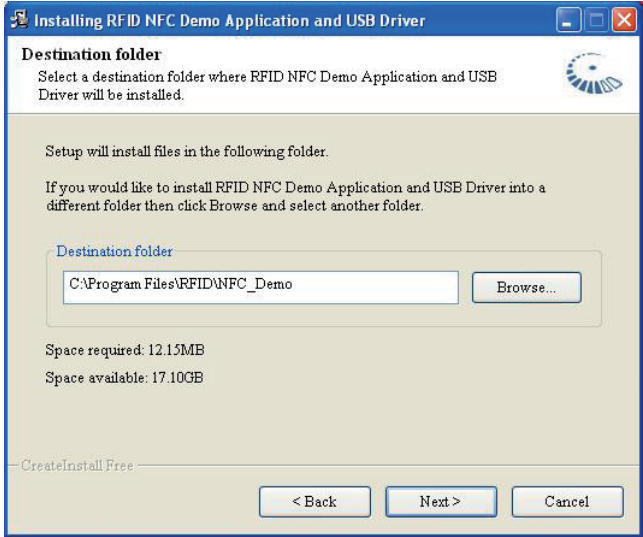 Installing RFID NFC Demo Application and USB Driver
Destination folder
Select a destination folder where RFID NFC Demo Application and USB
Driver will be installed.
Setup will install files in the following folder.
If you would like to install RFID NFC Demo Application and USB Driver into a
different folder then click Browse and select another folder.
Destination folder
C:\Program Files\RFID\NFC_Demo
Browse...
Space required: 12.15MB
Space available: 17.10GB
CreateInstall Free
< Back
Next >
Cancel